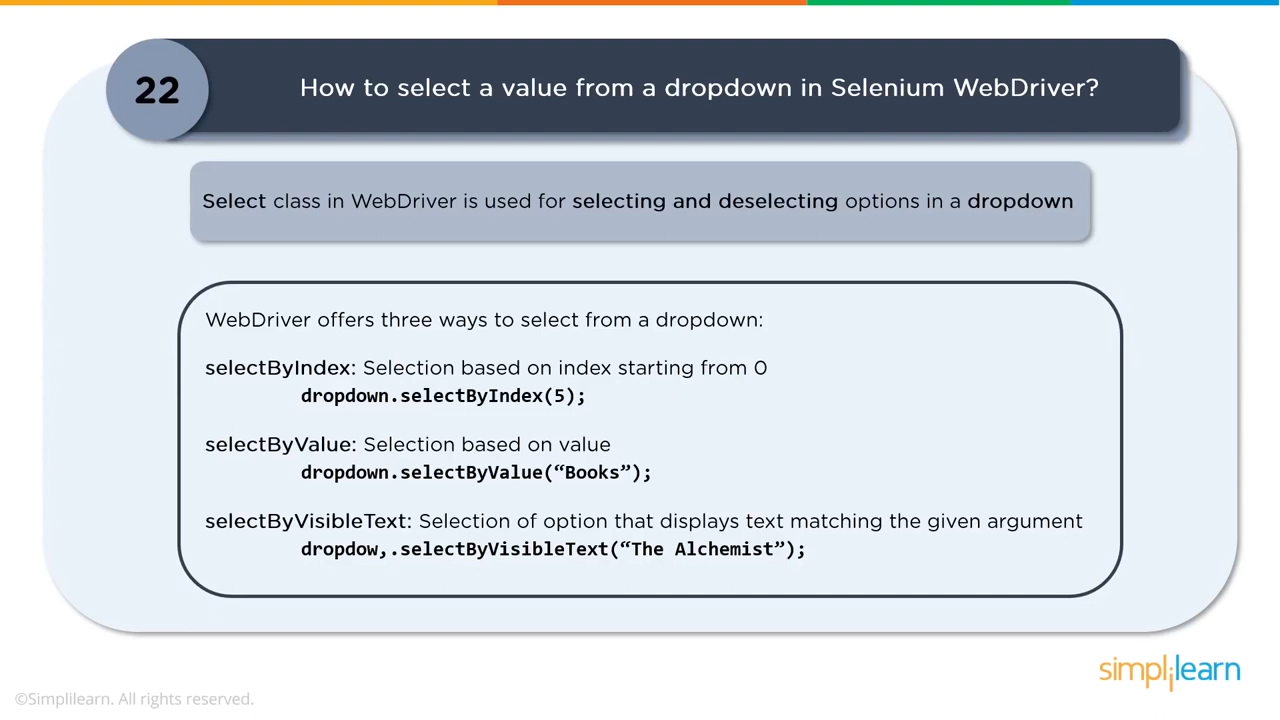 22
How to select a value from a dropdown in Selenium WebDriver?
Select class in WebDriver is used for selecting and deselecting options in a dropdown
WebDriver offers three ways to select from a dropdown:
selectByIndex: Selection based on index starting from 0
dropdown.selectByIndex(5);
selectByValue: Selection based on value
dropdown.selectByValue(“Books”);
selectByVisibleText: Selection of option that displays text matching the given argument
dropdow,.selectByVisibleText(“The Alchemist”);
simplilearn
©Simplilearn. All rights reserved.